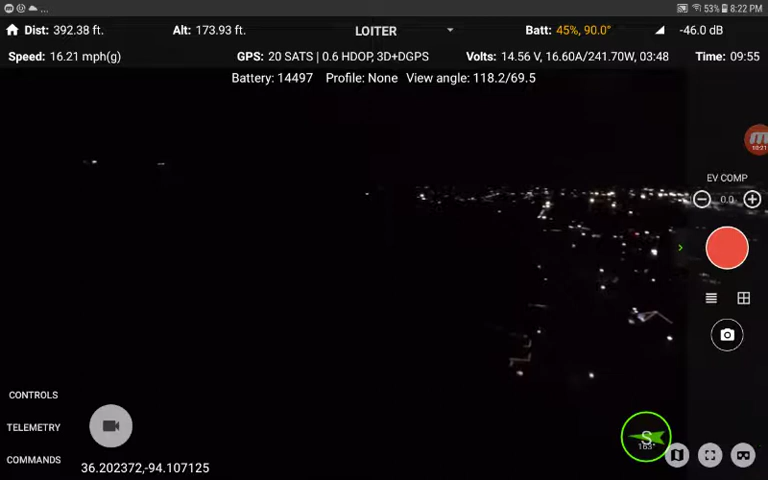 ... 53% 8:22 PM
Dist: 392.38 ft. Alt: 173.93 ft. LOITER Batt: 45%, 90.0° -46.0 dB
Speed: 16.21 mph(g) GPS: 20 SATS | 0.6 HDOP, 3D+DGPS Volts: 14.56 V, 16.60A/241.70W, 03:48 Time: 09:55
Battery: 14497 Profile: None View angle: 118.2/69.5
10:21
EV COMP
0.0
CONTROLS
TELEMETRY
COMMANDS
36.202372,-94.107125
S
163°